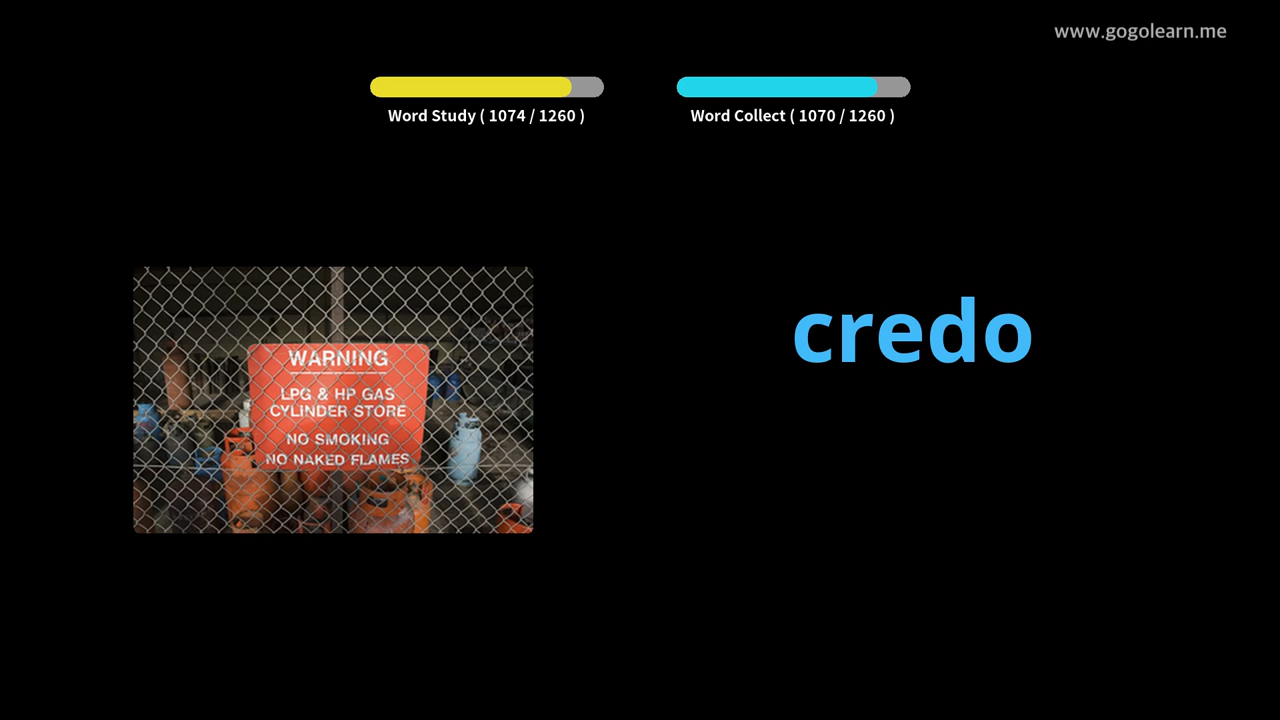 www.gogolearn.me
Word Study ( 1074 / 1260 )
Word Collect ( 1070 / 1260 )
WARNING
LPG & HP GAS
CYLINDER STORE
NO SMOKING
NO NAKED FLAMES
credo